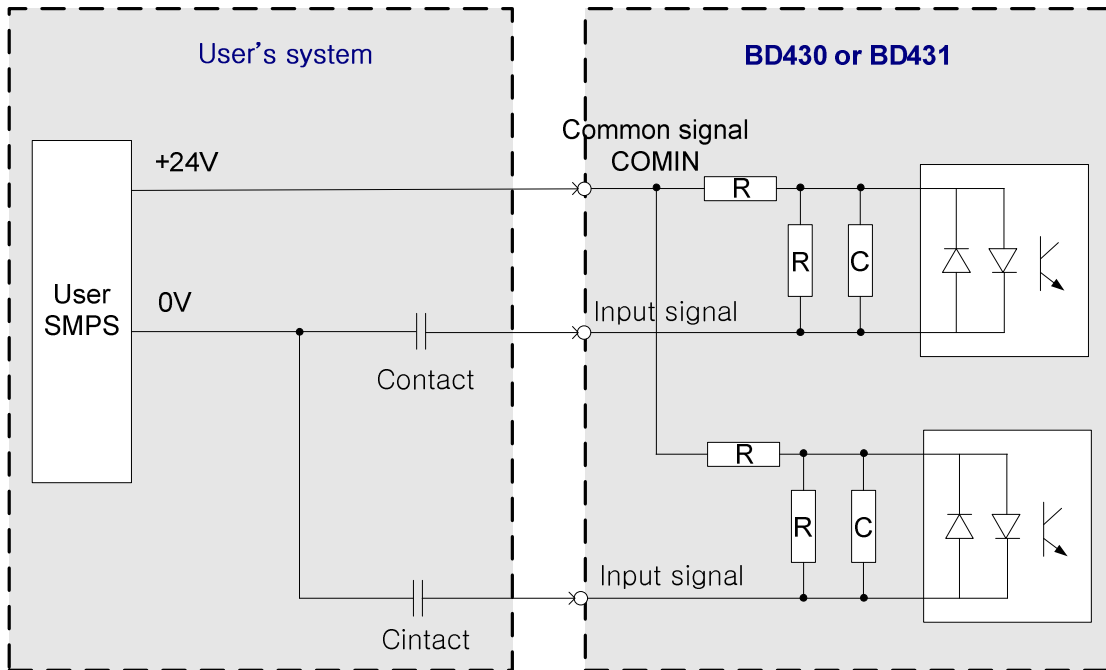 User's system
BD430 or BD431
+24V
Common signal
COMIN
R
R
C
User
SMPS
0V
Input signal
Contact
R
R
C
Input signal
Cintact